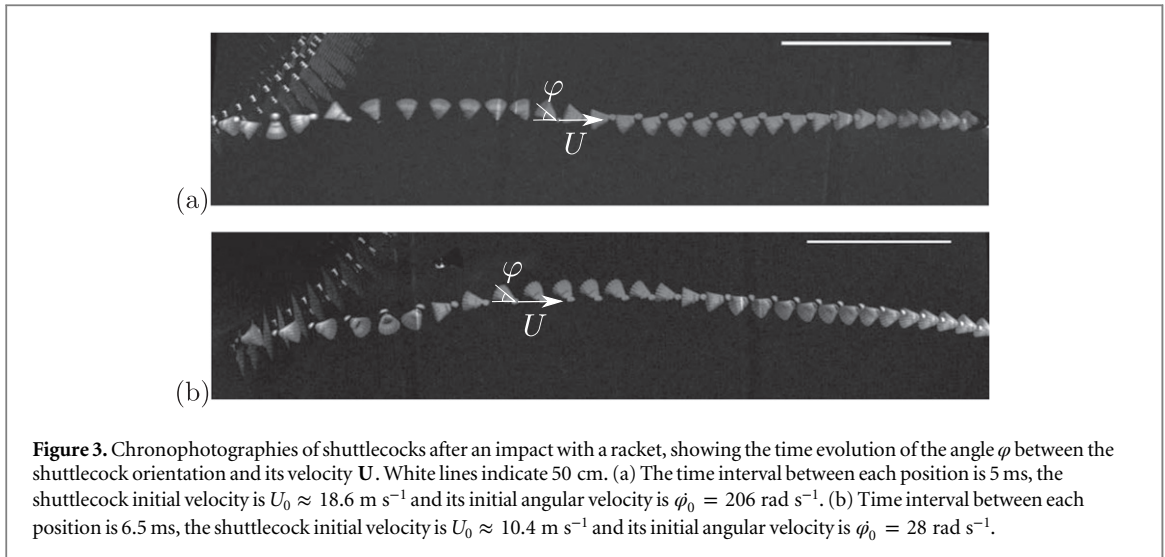 φ
U
(a)
φ
U
(b)
Figure 3. Chronophotographies of shuttlecocks after an impact with a racket, showing the time evolution of the angle φ between the
shuttlecock orientation and its velocity U. White lines indicate 50 cm. (a) The time interval between each position is 5 ms, the
shuttlecock initial velocity is U₀ ≈ 18.6 m s⁻¹ and its initial angular velocity is φ̇₀ = 206 rad s⁻¹. (b) Time interval between each
position is 6.5 ms, the shuttlecock initial velocity is U₀ ≈ 10.4 m s⁻¹ and its initial angular velocity is φ̇₀ = 28 rad s⁻¹.